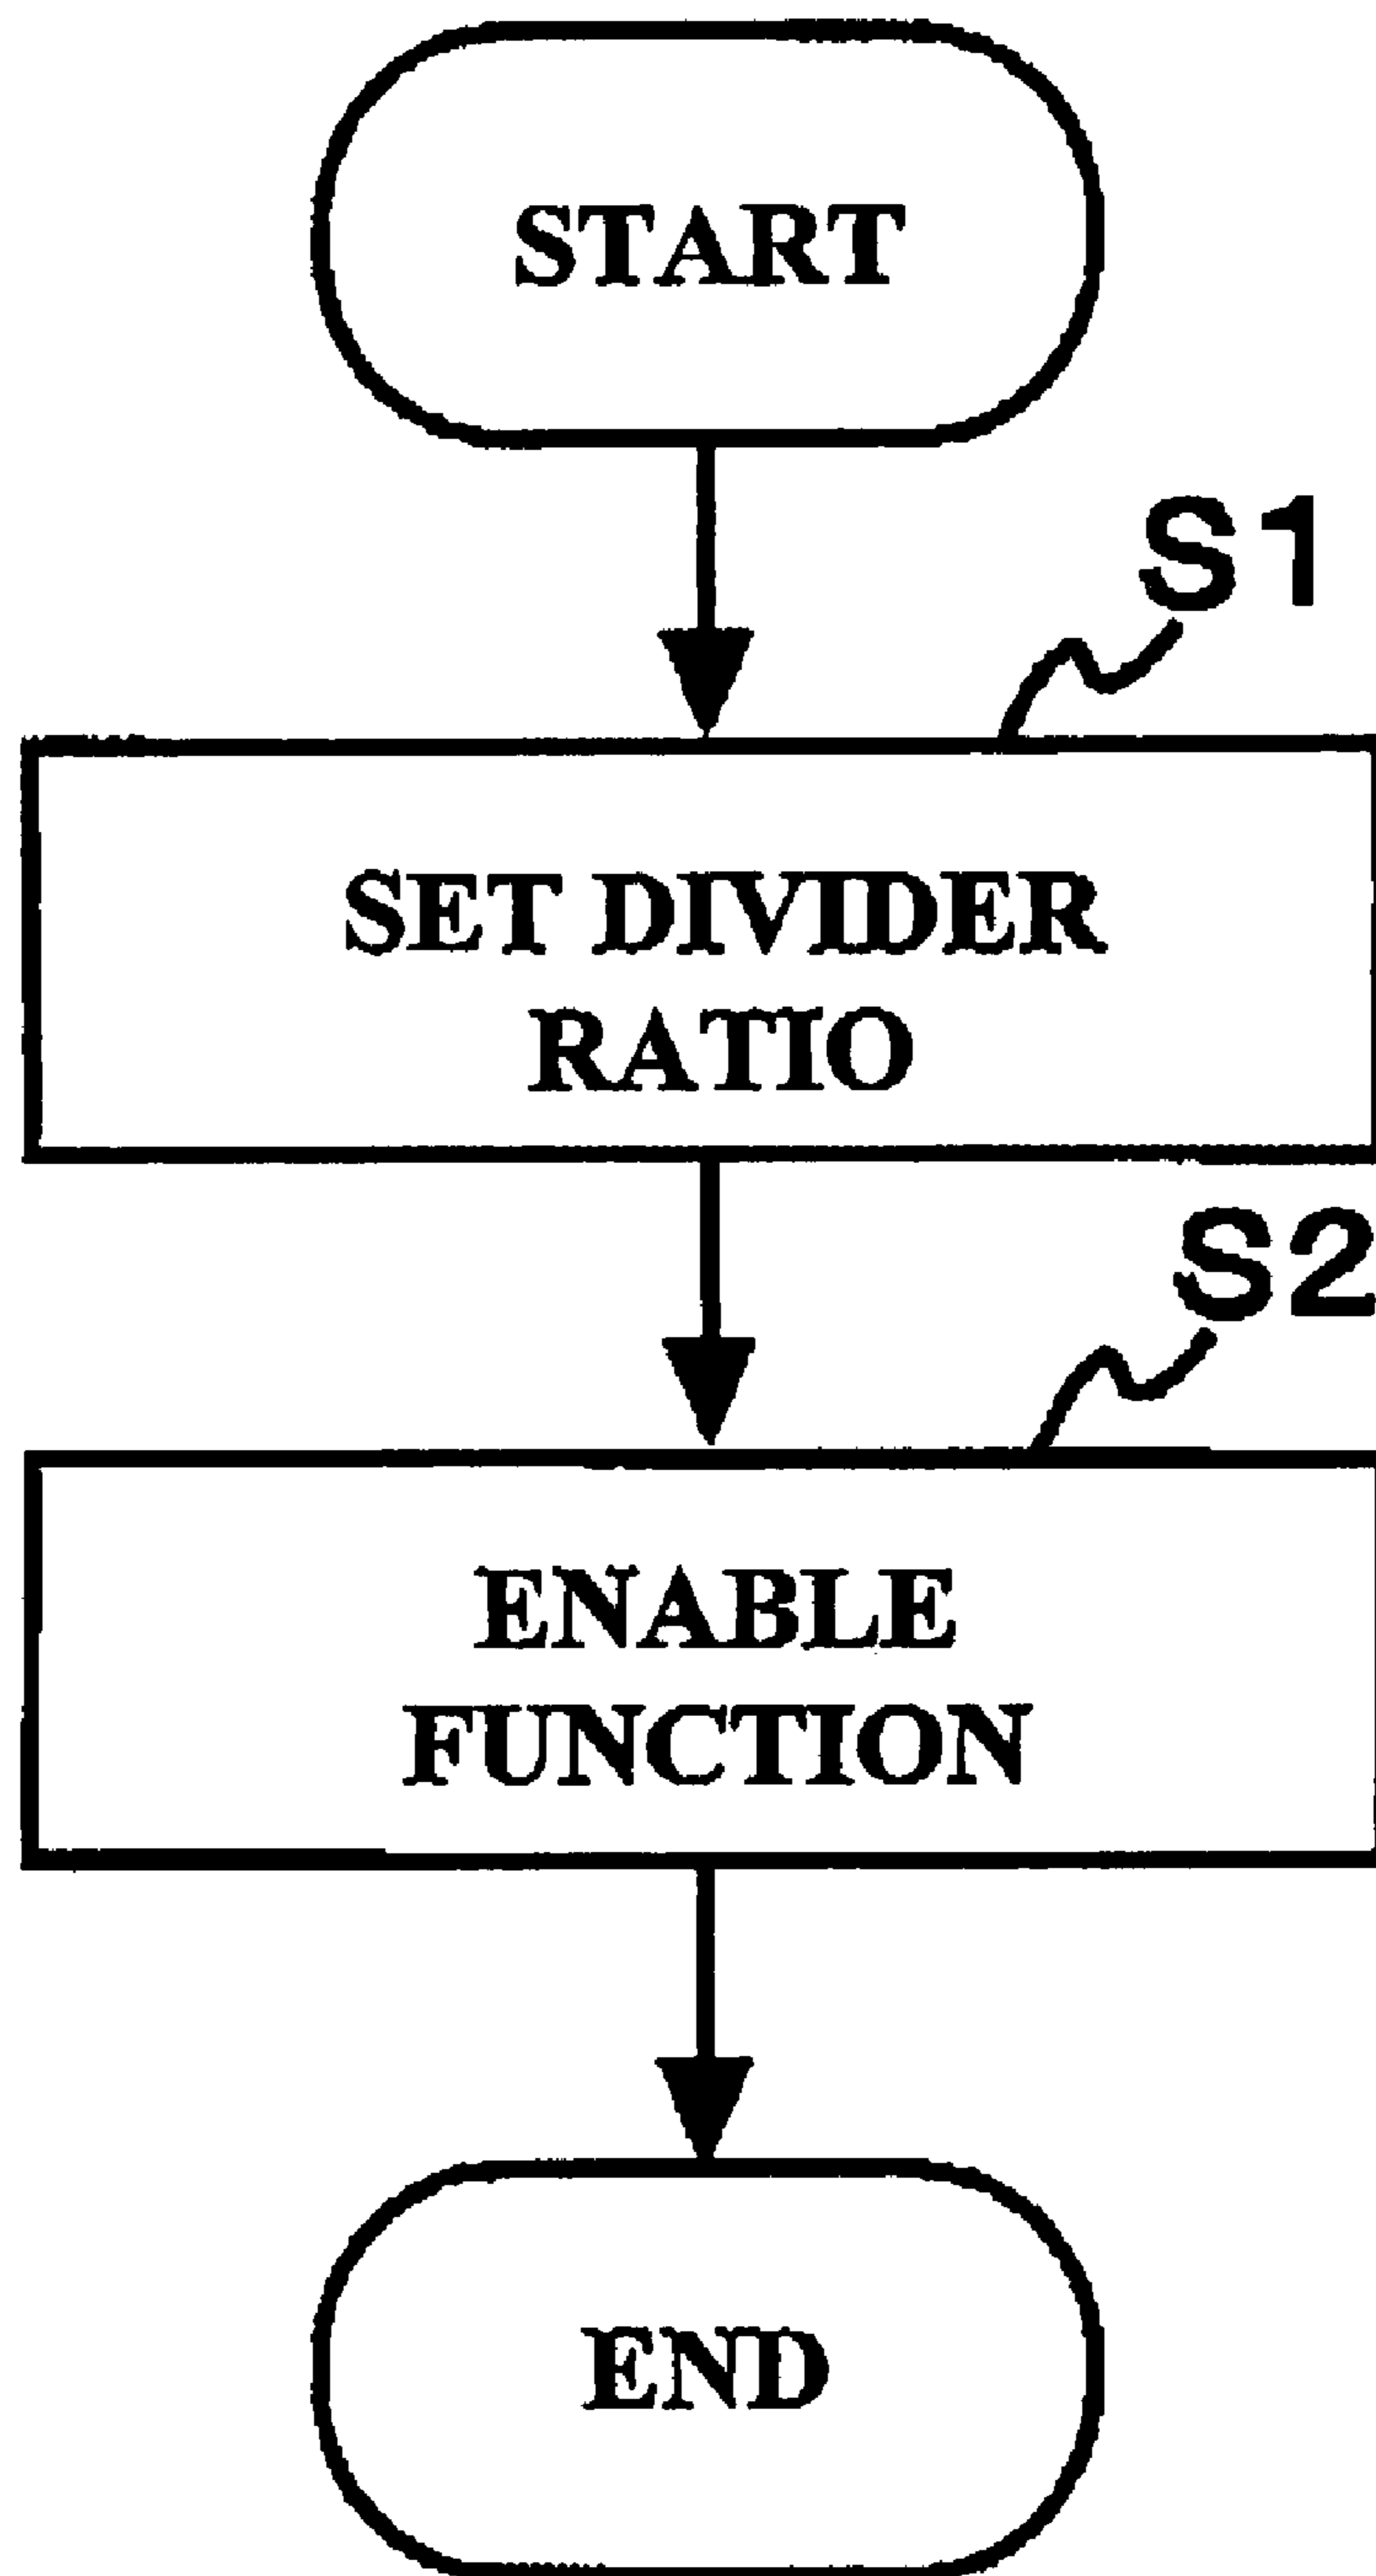 START
S1
SET DIVIDER
RATIO
S2
ENABLE
FUNCTION
END